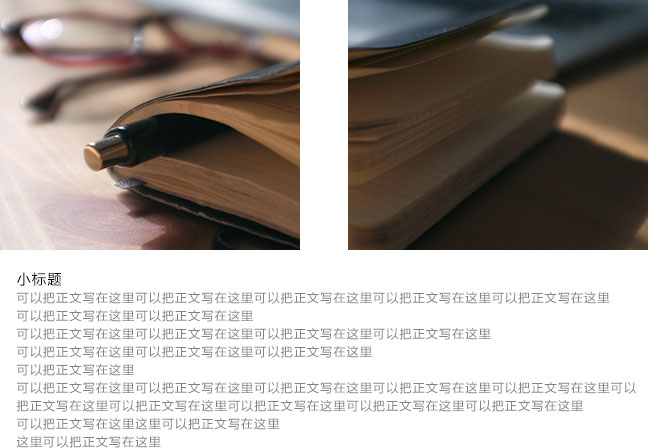 小标题
可以把正文写在这里可以把正文写在这里可以把正文写在这里可以把正文写在这里可以把正文写在这里
可以把正文写在这里可以把正文写在这里
可以把正文写在这里可以把正文写在这里可以把正文写在这里可以把正文写在这里
可以把正文写在这里可以把正文写在这里可以把正文写在这里
可以把正文写在这里
可以把正文写在这里可以把正文写在这里可以把正文写在这里可以把正文写在这里可以把正文写在这里可以
把正文写在这里可以把正文写在这里可以把正文写在这里可以把正文写在这里可以把正文写在这里
可以把正文写在这里这里可以把正文写在这里
这里可以把正文写在这里